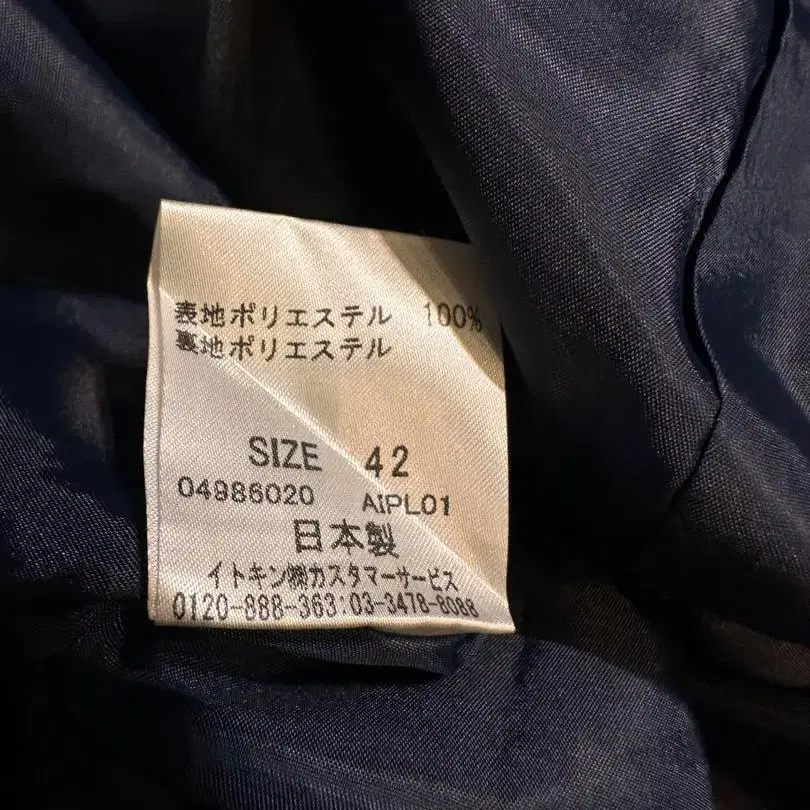 表地ポリエステル 100%
裏地ポリエステル
SIZE 42
04986020 AIPL01
日本製
イトキン㈱カスタマーサービス
0120-888-363:03-3478-8088